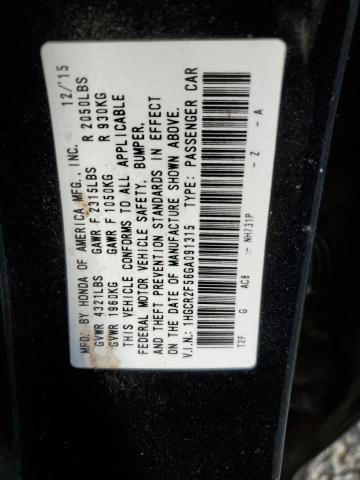 MFD. BY HONDA OF AMERICA MFG., INC. 12/'15
GVWR 4321LBS GAWR F 2315LBS R 2050LBS
GVWR 1960KG GAWR F 1050KG R 930KG
THIS VEHICLE CONFORMS TO ALL APPLICABLE
FEDERAL MOTOR VEHICLE SAFETY, BUMPER,
AND THEFT PREVENTION STANDARDS IN EFFECT
ON THE DATE OF MANUFACTURE SHOWN ABOVE.
V.I.N.: 1HGCR2F56GA091315 TYPE: PASSENGER CAR
T2F G AC8 NH731P - Z - A